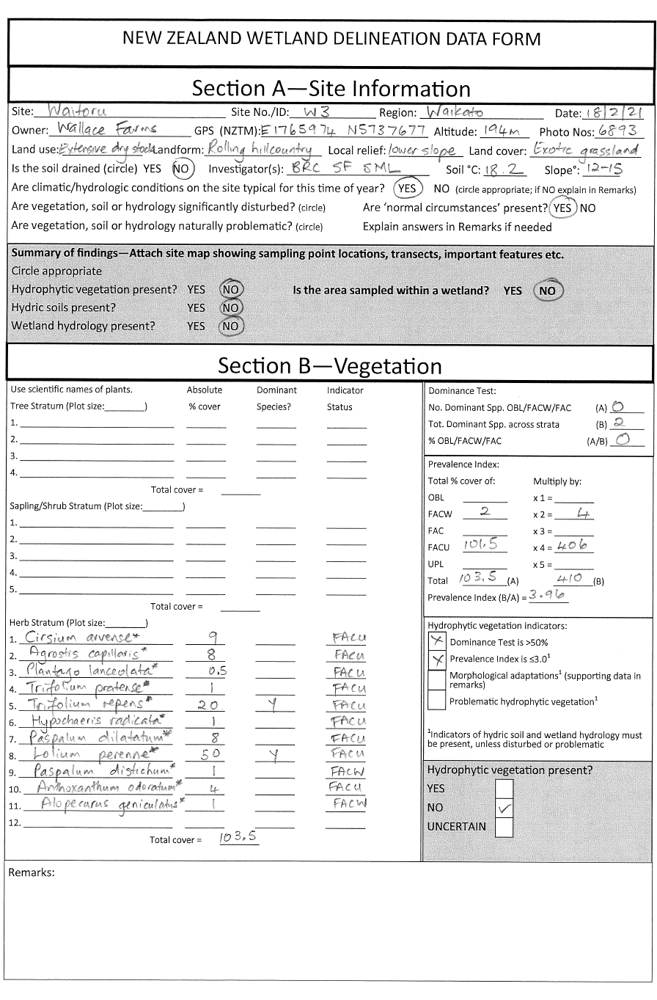 NEW ZEALAND WETLAND DELINEATION DATA FORM
Section A—Site Information
Site: Waitoru Site No./ID: W3 Region: Waikato Date: 18/2/21
Owner: Wallace Farms GPS (NZTM): E1765974 N5737677 Altitude: 194m Photo Nos: 6893
Land use: Extensive dry stock Landform: Rolling hillcountry Local relief: lower slope Land cover: Exotic grassland
Is the soil drained (circle) YES NO Investigator(s): BRC SF SML Soil °C: 18.2 Slope°: 12-15
Are climatic/hydrologic conditions on the site typical for this time of year? YES NO (circle appropriate; if NO explain in Remarks)
Are vegetation, soil or hydrology significantly disturbed? (circle) Are 'normal circumstances' present? YES NO
Are vegetation, soil or hydrology naturally problematic? (circle) Explain answers in Remarks if needed
Summary of findings—Attach site map showing sampling point locations, transects, important features etc.
Circle appropriate
Hydrophytic vegetation present? YES NO Is the area sampled within a wetland? YES NO
Hydric soils present? YES NO
Wetland hydrology present? YES NO
Section B—Vegetation
Use scientific names of plants. Absolute Dominant Indicator
Tree Stratum (Plot size:________) % cover Species? Status
1.
2.
3.
4.
Total cover =
Sapling/Shrub Stratum (Plot size:________)
1.
2.
3.
4.
5.
Total cover =
Herb Stratum (Plot size:________)
1. Cirsium arvense* 9 FACU
2. Agrostis capillaris* 8 FACU
3. Plantago lanceolata* 0.5 FACU
4. Trifolium pratense* 1 FACU
5. Trifolium repens* 20 Y FACU
6. Hypochaeris radicata* 1 FACU
7. Paspalum dilatatum* 8 FACU
8. Lolium perenne* 50 Y FACU
9. Paspalum distichum* 1 FACW
10. Anthoxanthum odoratum* 4 FACU
11. Alopecurus geniculatus* 1 FACW
12.
Total cover = 103.5
Dominance Test:
No. Dominant Spp. OBL/FACW/FAC (A) 0
Tot. Dominant Spp. across strata (B) 2
% OBL/FACW/FAC (A/B) 0
Prevalence Index:
Total % cover of: Multiply by:
OBL x 1 =
FACW 2 x 2 = 4
FAC x 3 =
FACU 101.5 x 4 = 406
UPL x 5 =
Total 103.5 (A) 410 (B)
Prevalence Index (B/A) = 3.96
Hydrophytic vegetation indicators:
X Dominance Test is >50%
X Prevalence Index is ≤3.0¹
Morphological adaptations¹ (supporting data in
remarks)
Problematic hydrophytic vegetation¹
¹Indicators of hydric soil and wetland hydrology must
be present, unless disturbed or problematic
Hydrophytic vegetation present?
YES
NO ✓
UNCERTAIN
Remarks: